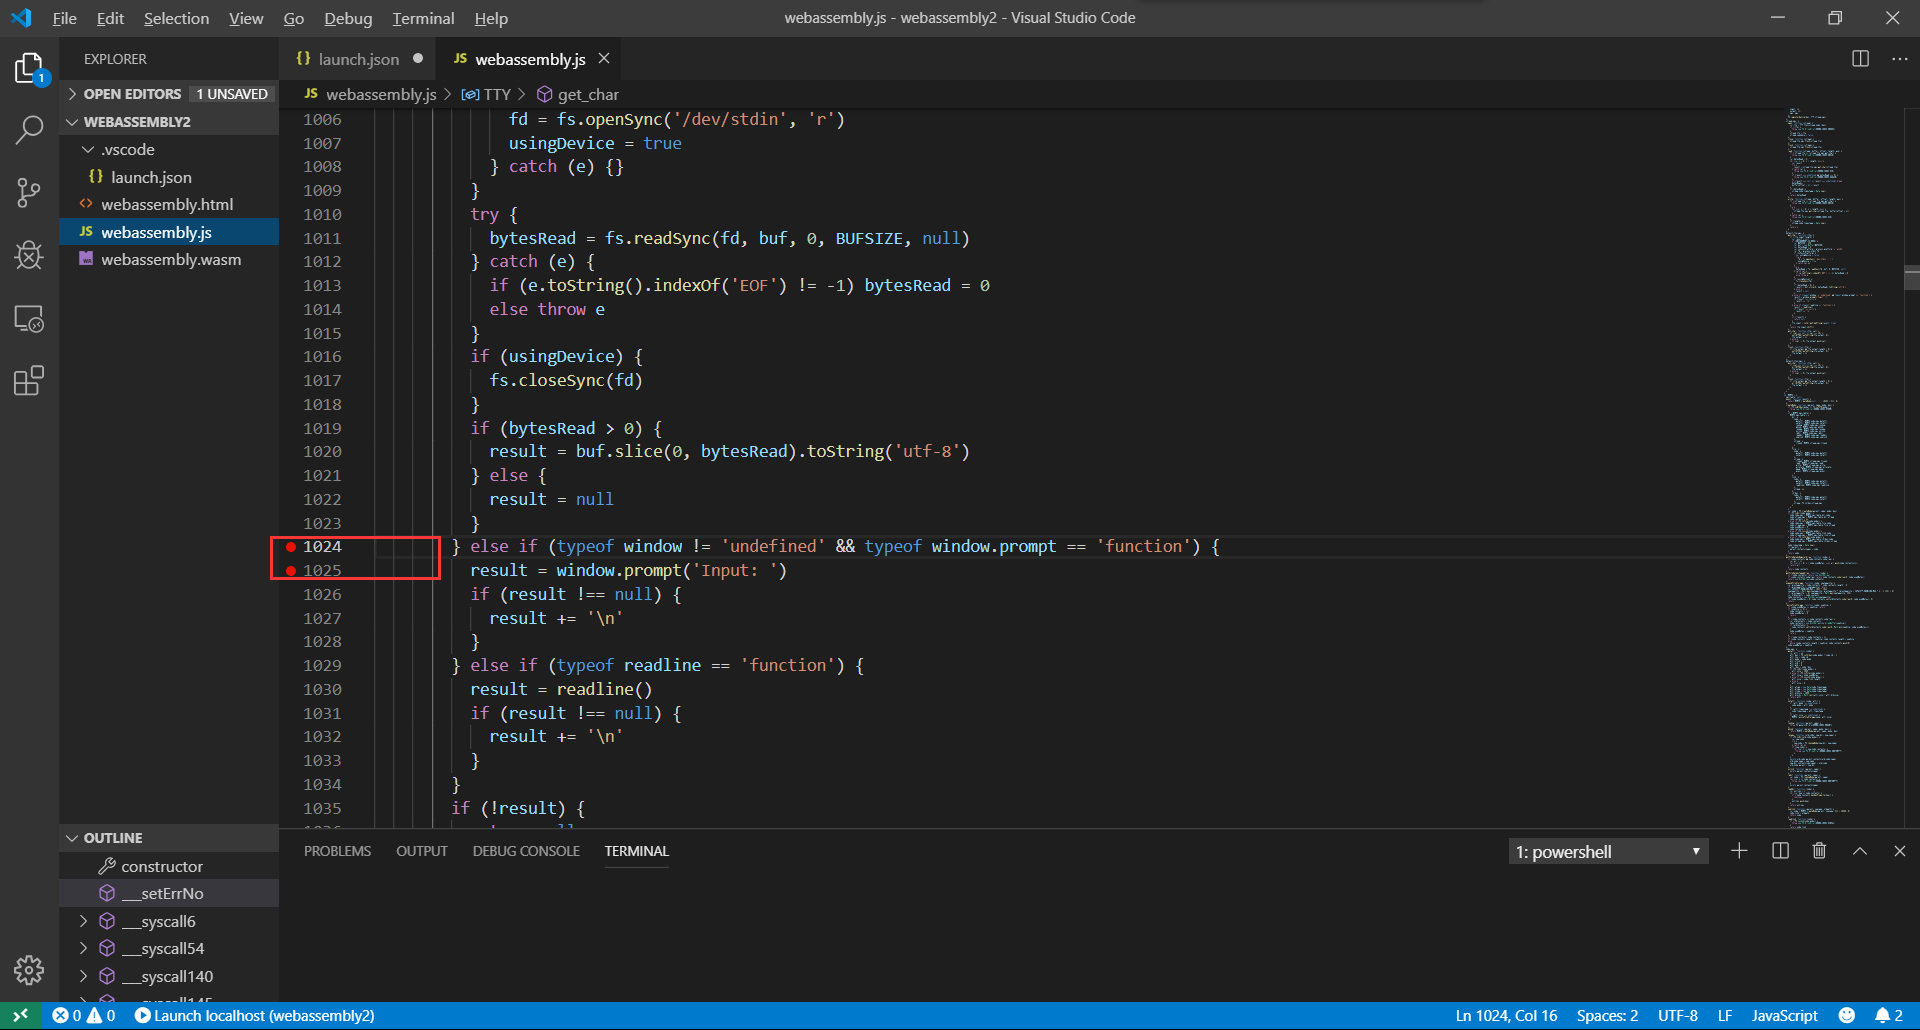 File Edit Selection View Go Debug Terminal Help
webassembly.js - webassembly2 - Visual Studio Code
1
EXPLORER
OPEN EDITORS 1 UNSAVED
WEBASSEMBLY2
.vscode
{} launch.json
<> webassembly.html
JS webassembly.js
WA webassembly.wasm
OUTLINE
constructor
___setErrNo
___syscall6
___syscall54
___syscall140
___syscall145
{} launch.json
JS webassembly.js
JS webassembly.js > TTY > get_char
1006 fd = fs.openSync('/dev/stdin', 'r')
1007 usingDevice = true
1008 } catch (e) {}
1009 }
1010 try {
1011 bytesRead = fs.readSync(fd, buf, 0, BUFSIZE, null)
1012 } catch (e) {
1013 if (e.toString().indexOf('EOF') != -1) bytesRead = 0
1014 else throw e
1015 }
1016 if (usingDevice) {
1017 fs.closeSync(fd)
1018 }
1019 if (bytesRead > 0) {
1020 result = buf.slice(0, bytesRead).toString('utf-8')
1021 } else {
1022 result = null
1023 }
1024 } else if (typeof window != 'undefined' && typeof window.prompt == 'function') {
1025 result = window.prompt('Input: ')
1026 if (result !== null) {
1027 result += '\n'
1028 }
1029 } else if (typeof readline == 'function') {
1030 result = readline()
1031 if (result !== null) {
1032 result += '\n'
1033 }
1034 }
1035 if (!result) {
PROBLEMS OUTPUT DEBUG CONSOLE TERMINAL
1: powershell
0 0 Launch localhost (webassembly2)
Ln 1024, Col 16 Spaces: 2 UTF-8 LF JavaScript 2